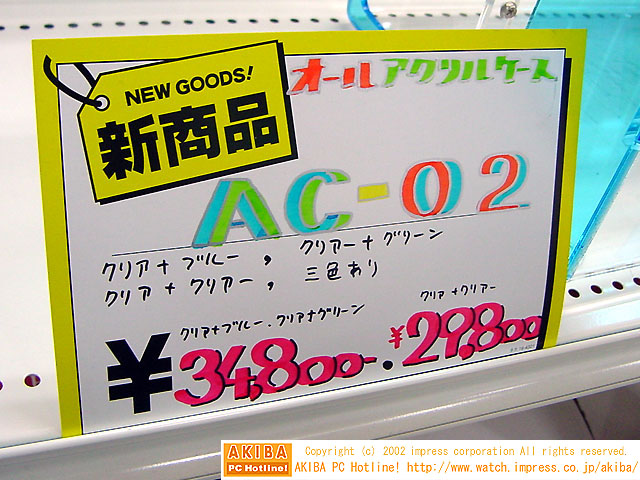 NEW GOODS!
新商品
オールアクリルケース
AC-02
クリア+ブルー, クリアー+グリーン
クリア+クリアー, 三色あり
クリア+ブルー.クリア+グリーン
クリア+クリアー
¥34,800-.¥29,800
AKIBA
PC Hotline!
Copyright (c) 2002 impress corporation All rights reserved.
AKIBA PC Hotline! http://www.watch.impress.co.jp/akiba/